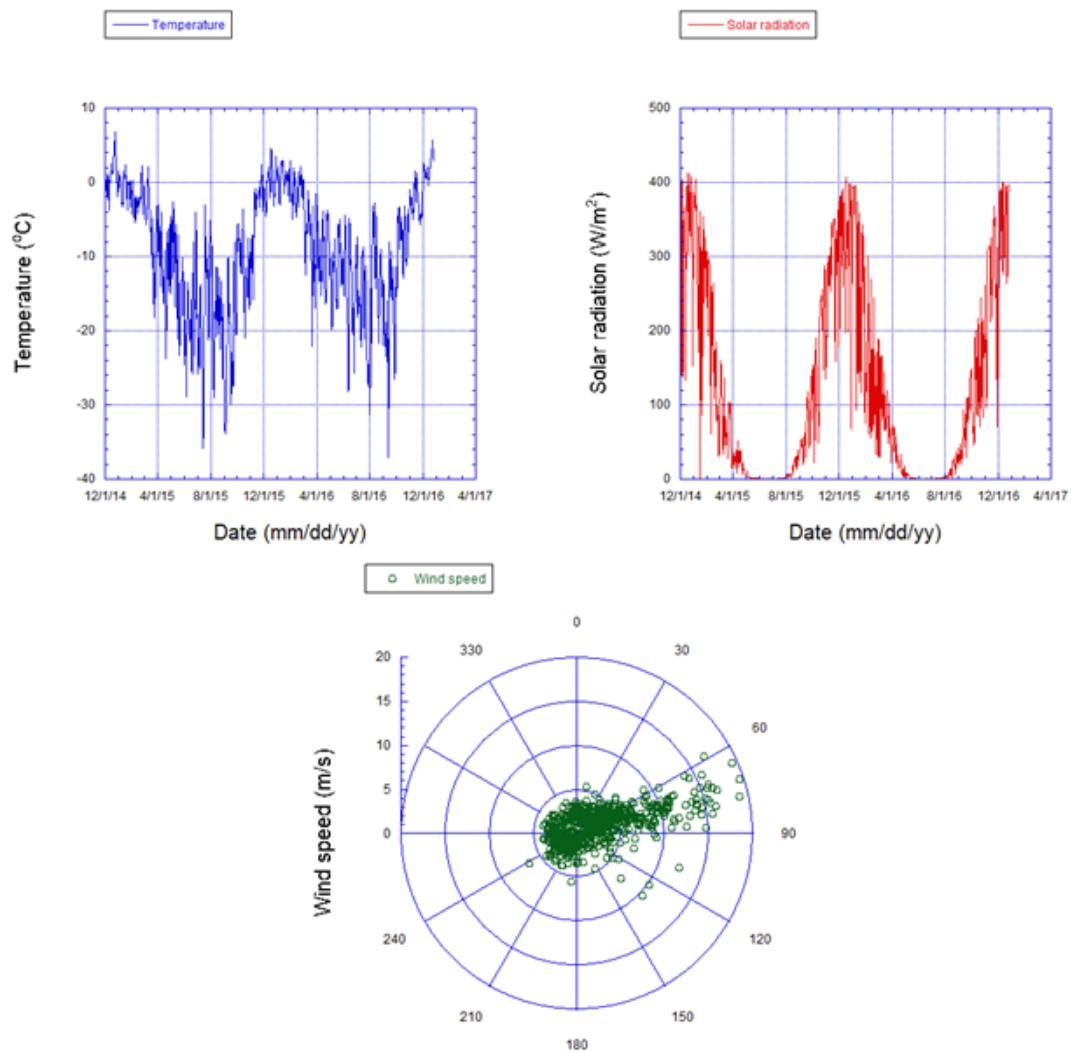 Temperature
10
0
-10
-20
-30
-40
12/1/14 4/1/15 8/1/15 12/1/15 4/1/16 8/1/16 12/1/16 4/1/17
Temperature (⁰C)
Date (mm/dd/yy)
Solar radiation
500
400
300
200
100
0
12/1/14 4/1/15 8/1/15 12/1/15 4/1/16 8/1/16 12/1/16 4/1/17
Solar radiation (W/m²)
Date (mm/dd/yy)
Wind speed
0
30
60
90
120
150
180
210
240
330
20
15
10
5
0
Wind speed (m/s)